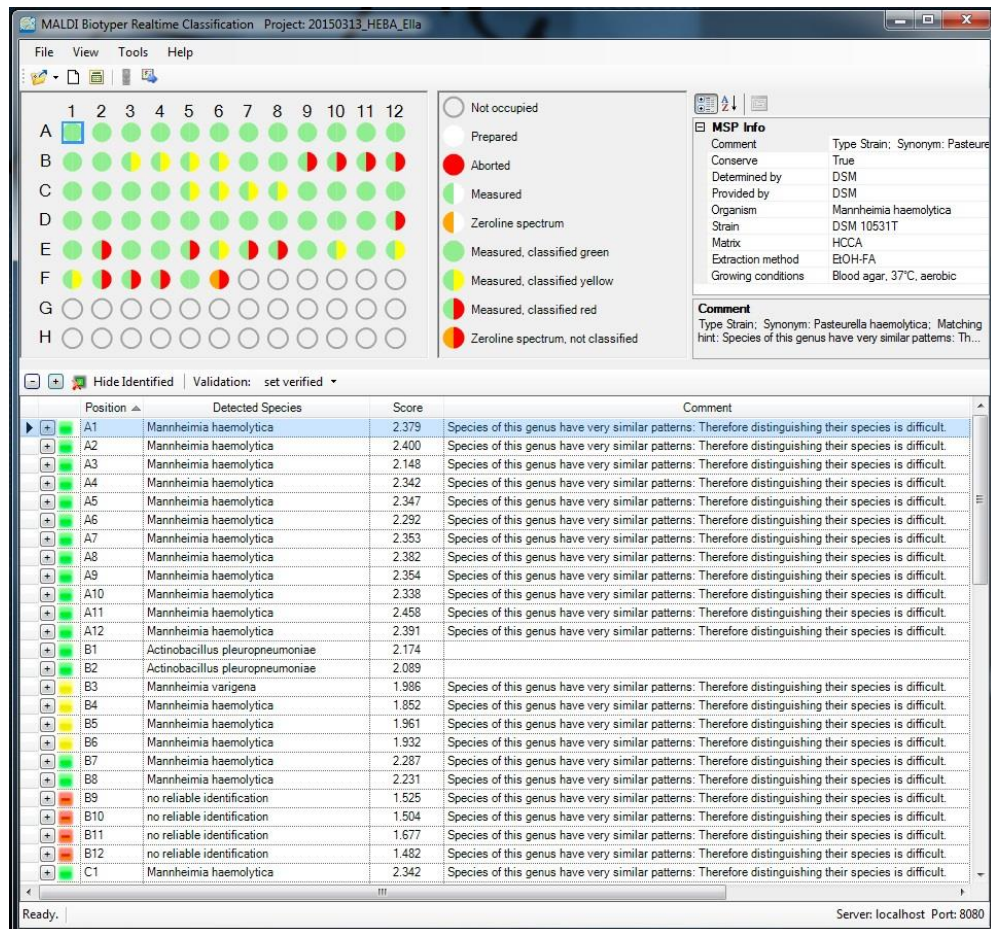 MALDI Biotyper Realtime Classification Project: 20150313_HEBA_Ella
File View Tools Help
1 2 3 4 5 6 7 8 9 10 11 12
A
B
C
D
E
F
G
H
Not occupied
Prepared
Aborted
Measured
Zeroline spectrum
Measured, classified green
Measured, classified yellow
Measured, classified red
Zeroline spectrum, not classified
MSP Info
Comment Type Strain; Synonym: Pasteure
Conserve True
Determined by DSM
Provided by DSM
Organism Mannheimia haemolytica
Strain DSM 10531T
Matrix HCCA
Extraction method EtOH-FA
Growing conditions Blood agar, 37°C, aerobic
Comment
Type Strain; Synonym: Pasteurella haemolytica; Matching
hint: Species of this genus have very similar patterns: Th...
Hide Identified Validation: set verified
Position Detected Species Score Comment
A1 Mannheimia haemolytica 2.379 Species of this genus have very similar patterns: Therefore distinguishing their species is difficult.
A2 Mannheimia haemolytica 2.400 Species of this genus have very similar patterns: Therefore distinguishing their species is difficult.
A3 Mannheimia haemolytica 2.148 Species of this genus have very similar patterns: Therefore distinguishing their species is difficult.
A4 Mannheimia haemolytica 2.342 Species of this genus have very similar patterns: Therefore distinguishing their species is difficult.
A5 Mannheimia haemolytica 2.347 Species of this genus have very similar patterns: Therefore distinguishing their species is difficult.
A6 Mannheimia haemolytica 2.292 Species of this genus have very similar patterns: Therefore distinguishing their species is difficult.
A7 Mannheimia haemolytica 2.353 Species of this genus have very similar patterns: Therefore distinguishing their species is difficult.
A8 Mannheimia haemolytica 2.382 Species of this genus have very similar patterns: Therefore distinguishing their species is difficult.
A9 Mannheimia haemolytica 2.354 Species of this genus have very similar patterns: Therefore distinguishing their species is difficult.
A10 Mannheimia haemolytica 2.338 Species of this genus have very similar patterns: Therefore distinguishing their species is difficult.
A11 Mannheimia haemolytica 2.458 Species of this genus have very similar patterns: Therefore distinguishing their species is difficult.
A12 Mannheimia haemolytica 2.391 Species of this genus have very similar patterns: Therefore distinguishing their species is difficult.
B1 Actinobacillus pleuropneumoniae 2.174
B2 Actinobacillus pleuropneumoniae 2.089
B3 Mannheimia varigena 1.986 Species of this genus have very similar patterns: Therefore distinguishing their species is difficult.
B4 Mannheimia haemolytica 1.852 Species of this genus have very similar patterns: Therefore distinguishing their species is difficult.
B5 Mannheimia haemolytica 1.961 Species of this genus have very similar patterns: Therefore distinguishing their species is difficult.
B6 Mannheimia haemolytica 1.932 Species of this genus have very similar patterns: Therefore distinguishing their species is difficult.
B7 Mannheimia haemolytica 2.287 Species of this genus have very similar patterns: Therefore distinguishing their species is difficult.
B8 Mannheimia haemolytica 2.231 Species of this genus have very similar patterns: Therefore distinguishing their species is difficult.
B9 no reliable identification 1.525 Species of this genus have very similar patterns: Therefore distinguishing their species is difficult.
B10 no reliable identification 1.504 Species of this genus have very similar patterns: Therefore distinguishing their species is difficult.
B11 no reliable identification 1.677 Species of this genus have very similar patterns: Therefore distinguishing their species is difficult.
B12 no reliable identification 1.482 Species of this genus have very similar patterns: Therefore distinguishing their species is difficult.
C1 Mannheimia haemolytica 2.342 Species of this genus have very similar patterns: Therefore distinguishing their species is difficult.
Ready. Server: localhost Port: 8080